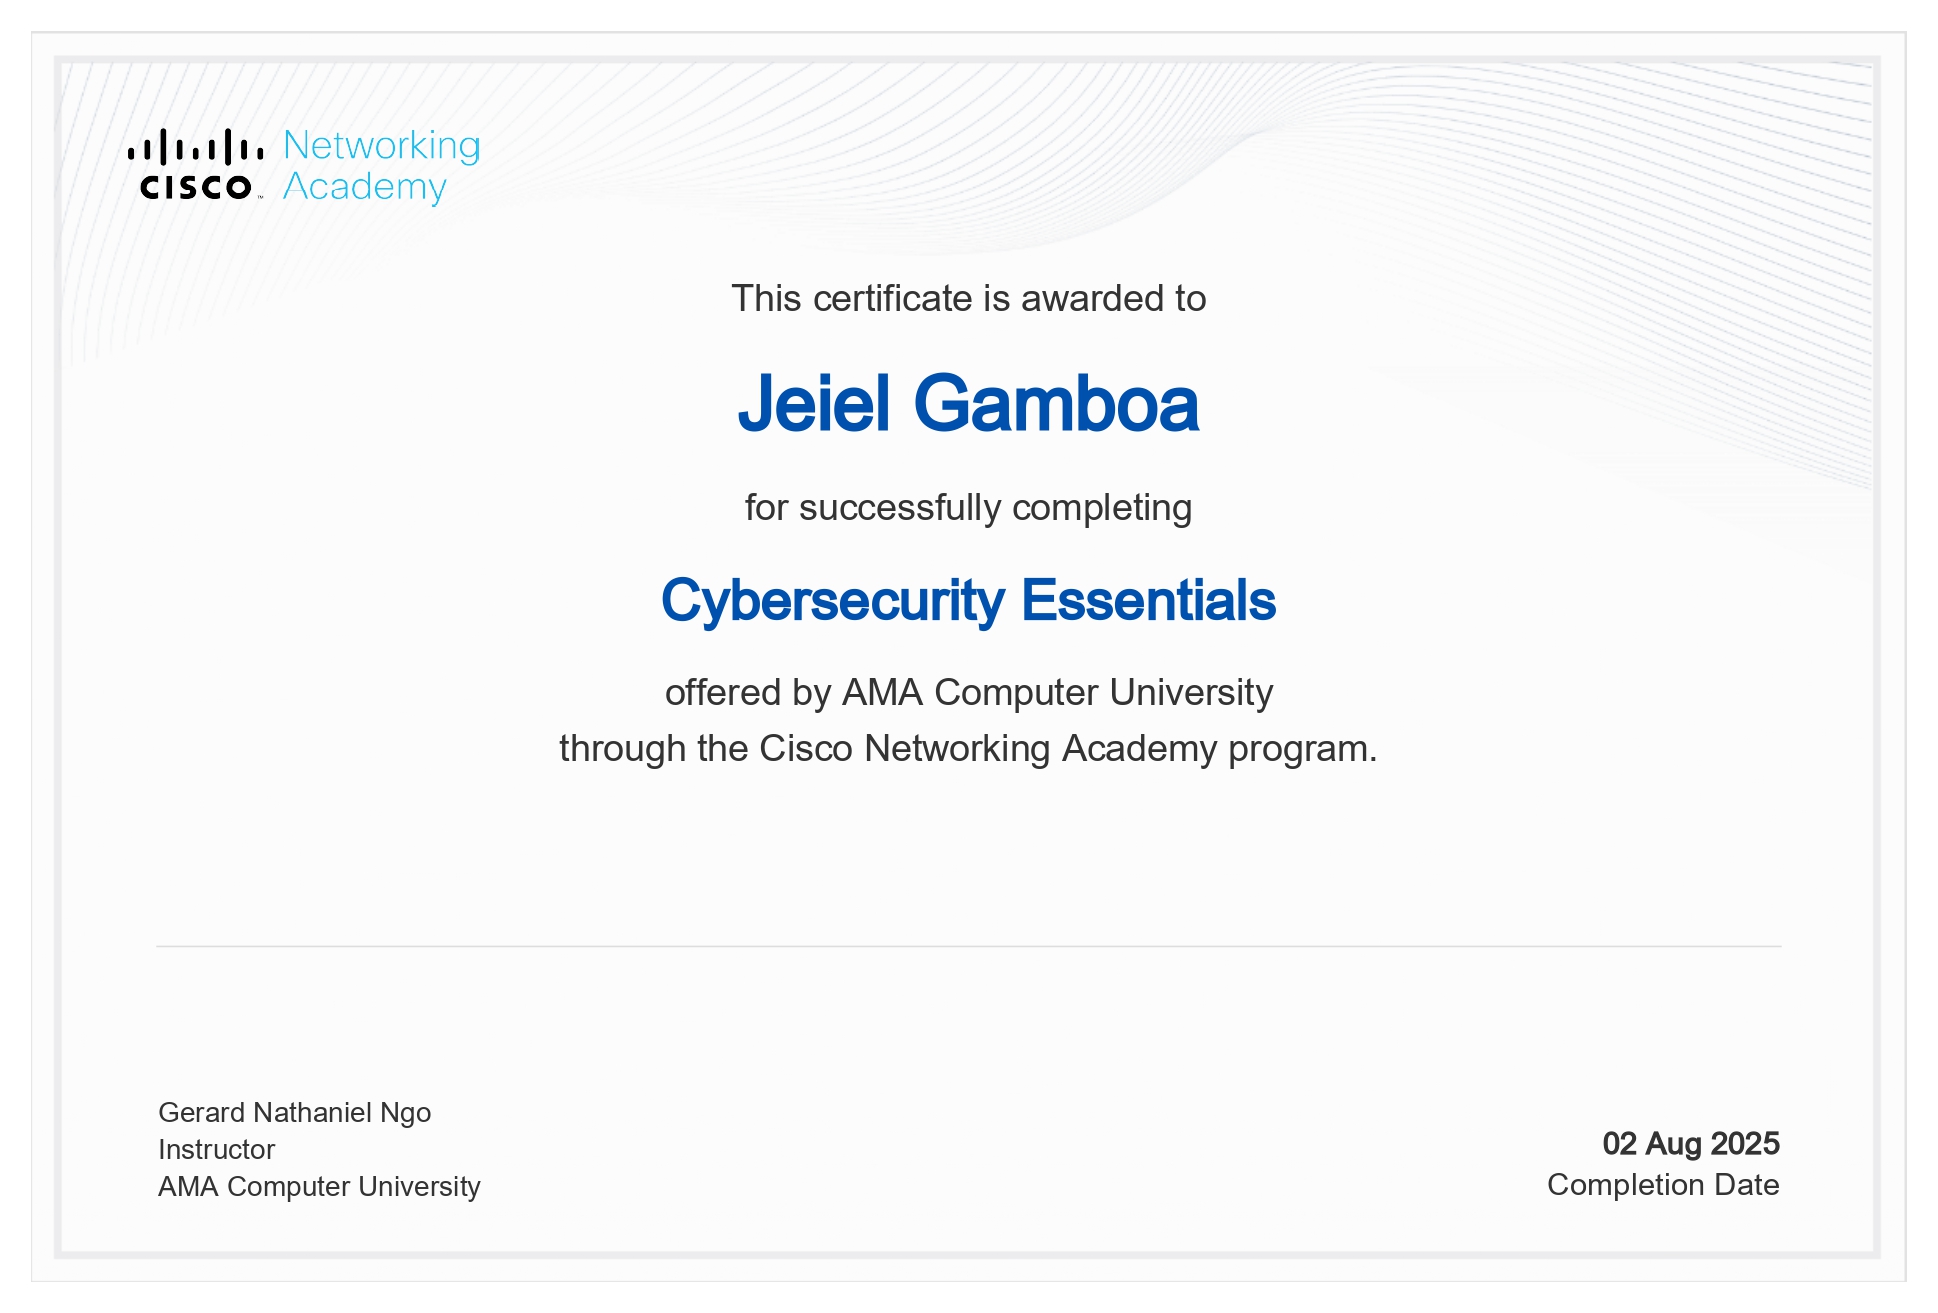 Networking
Academy
CISCO™
This certificate is awarded to
Jeiel Gamboa
for successfully completing
Cybersecurity Essentials
offered by AMA Computer University
through the Cisco Networking Academy program.
Gerard Nathaniel Ngo
Instructor
AMA Computer University
02 Aug 2025
Completion Date